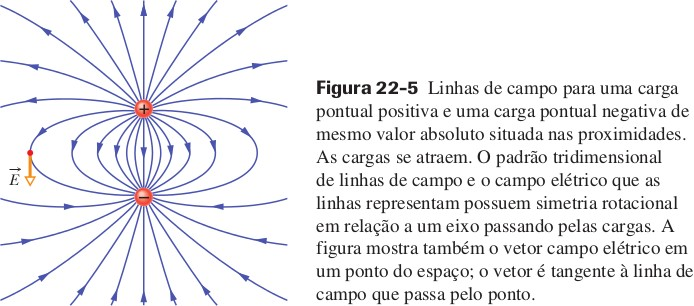 +
E
−
Figura 22-5 Linhas de campo para uma carga
pontual positiva e uma carga pontual negativa de
mesmo valor absoluto situada nas proximidades.
As cargas se atraem. O padrão tridimensional
de linhas de campo e o campo elétrico que as
linhas representam possuem simetria rotacional
em relação a um eixo passando pelas cargas. A
figura mostra também o vetor campo elétrico em
um ponto do espaço; o vetor é tangente à linha de
campo que passa pelo ponto.